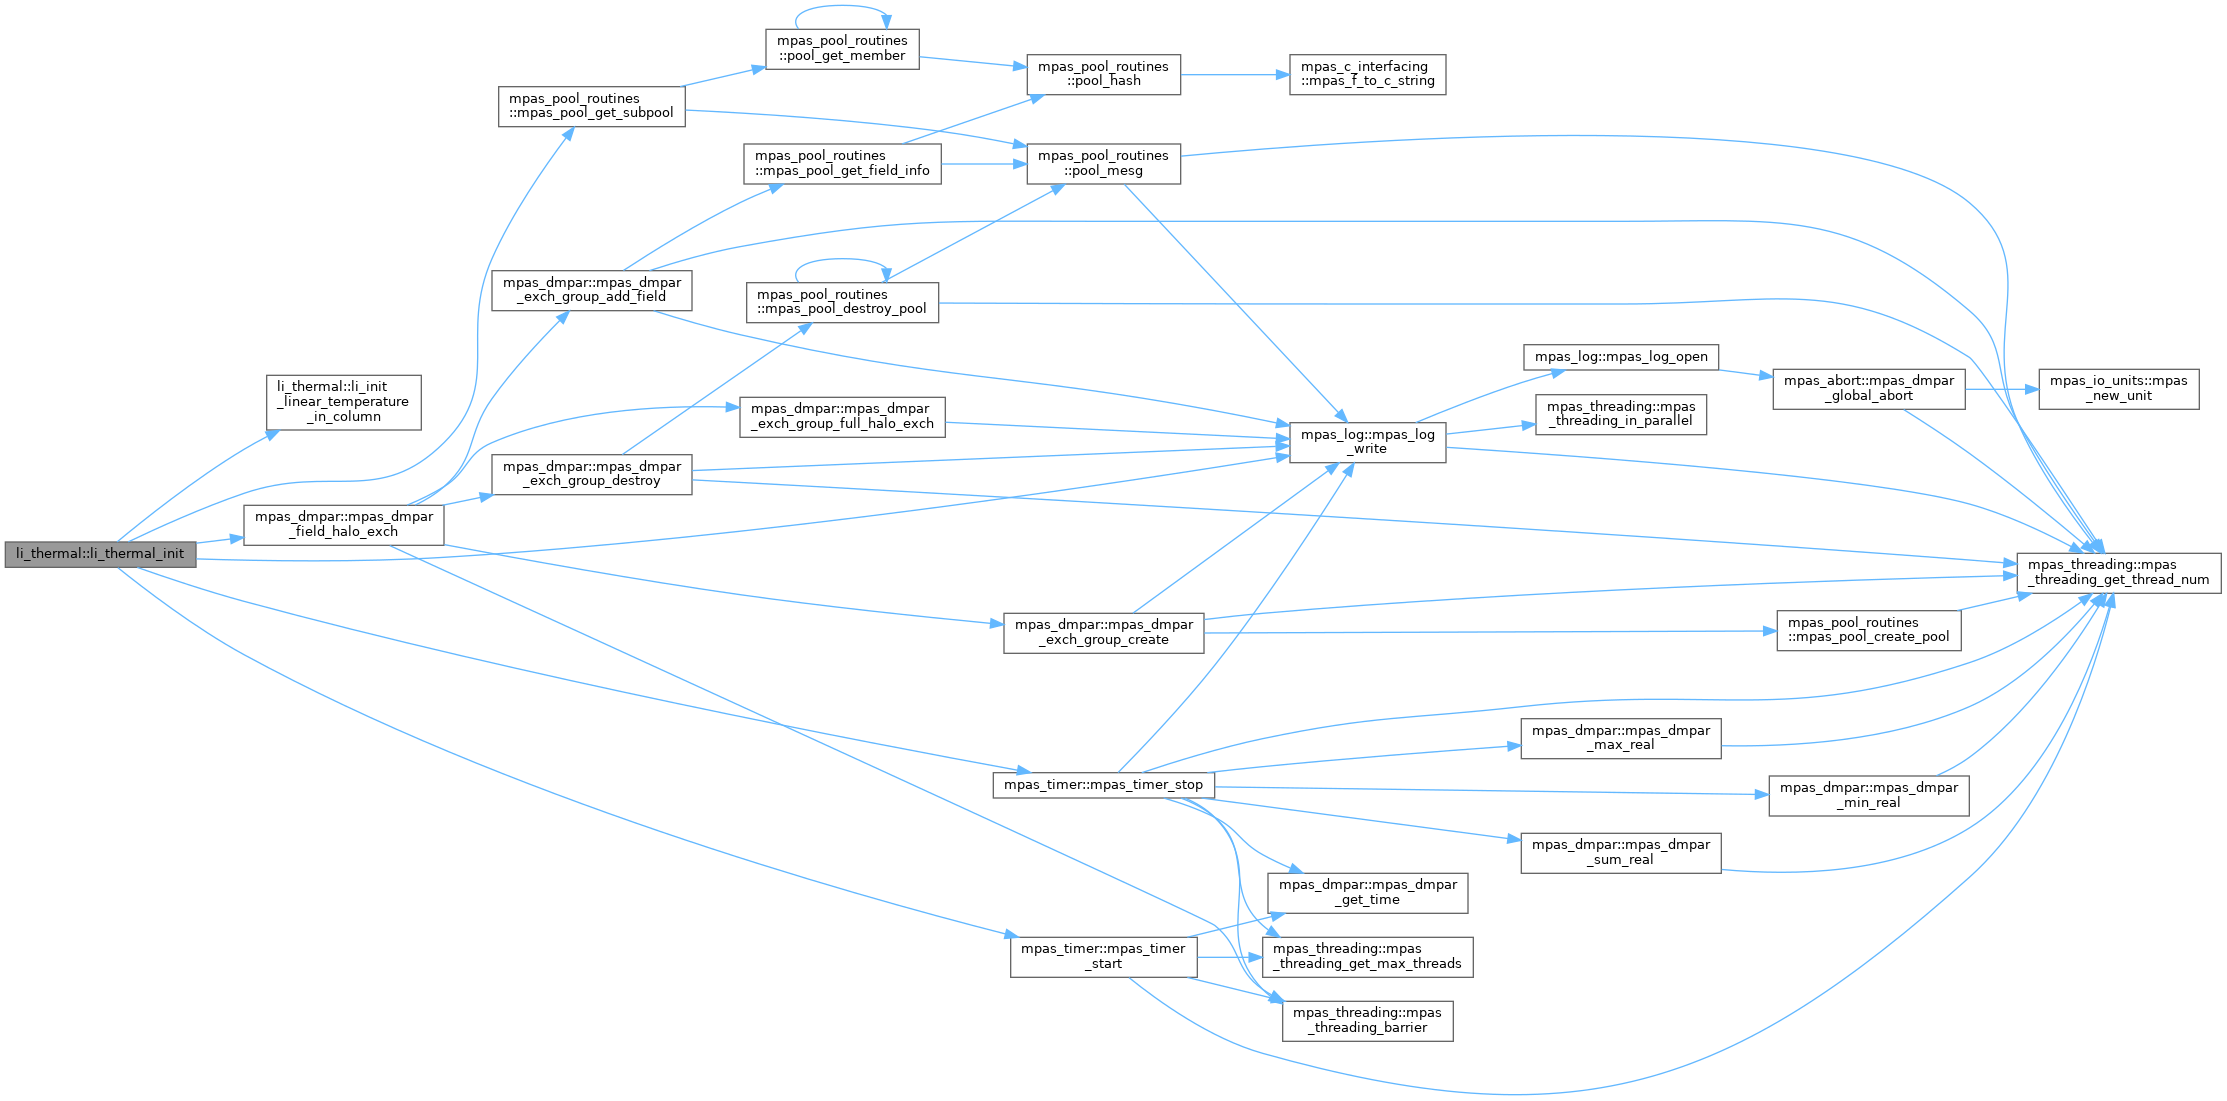 li_thermal::li_thermal_init
li_thermal::li_init
_linear_temperature
_in_column
mpas_dmpar::mpas_dmpar
_field_halo_exch
mpas_pool_routines
::mpas_pool_get_subpool
mpas_dmpar::mpas_dmpar
_exch_group_add_field
mpas_dmpar::mpas_dmpar
_exch_group_destroy
mpas_pool_routines
::pool_get_member
mpas_pool_routines
::mpas_pool_get_field_info
mpas_pool_routines
::mpas_pool_destroy_pool
mpas_dmpar::mpas_dmpar
_exch_group_full_halo_exch
mpas_pool_routines
::pool_hash
mpas_pool_routines
::pool_mesg
mpas_dmpar::mpas_dmpar
_exch_group_create
mpas_timer::mpas_timer_stop
mpas_timer::mpas_timer
_start
mpas_c_interfacing
::mpas_f_to_c_string
mpas_log::mpas_log
_write
mpas_dmpar::mpas_dmpar
_get_time
mpas_threading::mpas
_threading_get_max_threads
mpas_threading::mpas
_threading_barrier
mpas_log::mpas_log_open
mpas_threading::mpas
_threading_in_parallel
mpas_dmpar::mpas_dmpar
_max_real
mpas_dmpar::mpas_dmpar
_sum_real
mpas_abort::mpas_dmpar
_global_abort
mpas_pool_routines
::mpas_pool_create_pool
mpas_dmpar::mpas_dmpar
_min_real
mpas_io_units::mpas
_new_unit
mpas_threading::mpas
_threading_get_thread_num